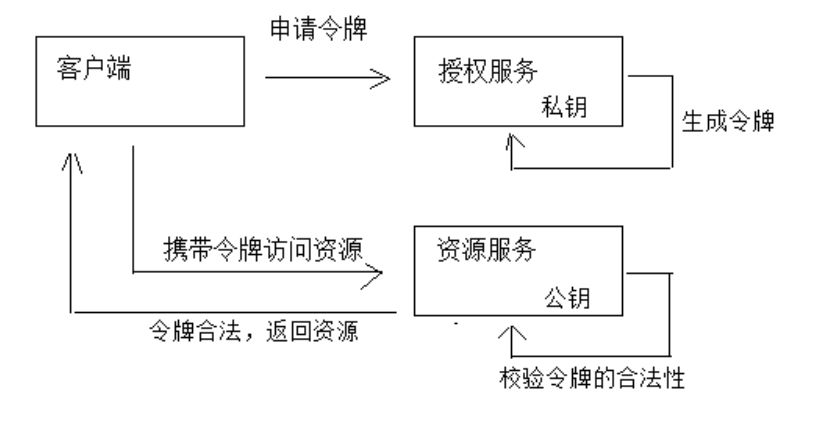 申请令牌
客户端
授权服务
私钥
生成令牌
携带令牌访问资源
资源服务
公钥
令牌合法，返回资源
校验令牌的合法性